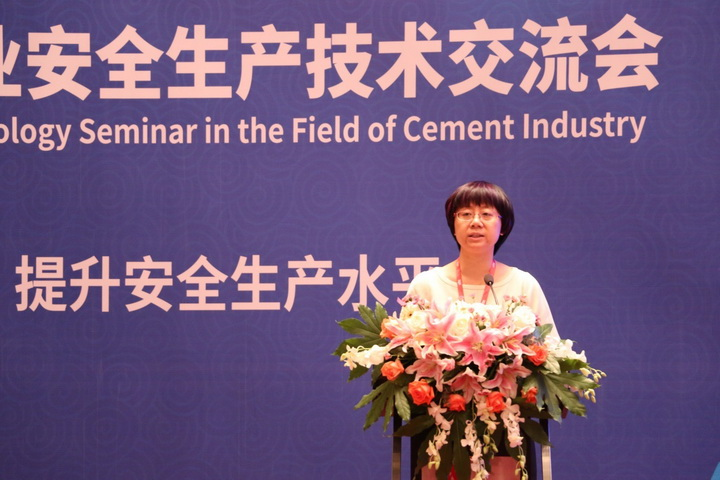 安全生产技术交流会
ology Seminar in the Field of Cement Industry
提升安全生产水平